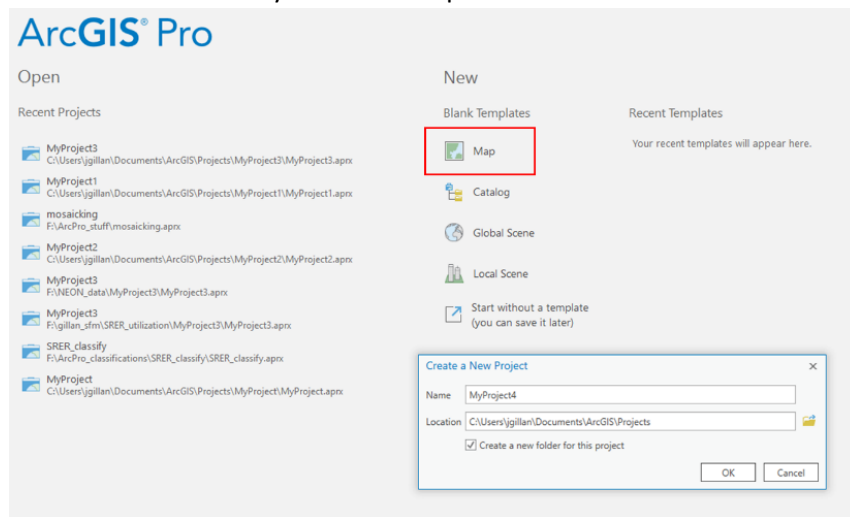 ArcGIS® Pro
Open
Recent Projects
MyProject3
C:\Users\jgillan\Documents\ArcGIS\Projects\MyProject3\MyProject3.aprx
MyProject1
C:\Users\jgillan\Documents\ArcGIS\Projects\MyProject1\MyProject1.aprx
mosaicking
F:\ArcPro_stuff\mosaicking.aprx
MyProject2
C:\Users\jgillan\Documents\ArcGIS\Projects\MyProject2\MyProject2.aprx
MyProject3
F:\NEON_data\MyProject3\MyProject3.aprx
MyProject3
F:\gillan_sfm\SRER_utilization\MyProject3\MyProject3.aprx
SRER_classify
F:\ArcPro_classifications\SRER_classify\SRER_classify.aprx
MyProject
C:\Users\jgillan\Documents\ArcGIS\Projects\MyProject\MyProject.aprx
New
Blank Templates
Map
Catalog
Global Scene
Local Scene
Start without a template
(you can save it later)
Recent Templates
Your recent templates will appear here.
Create a New Project
Name MyProject4
Location C:\Users\jgillan\Documents\ArcGIS\Projects
Create a new folder for this project
OK Cancel